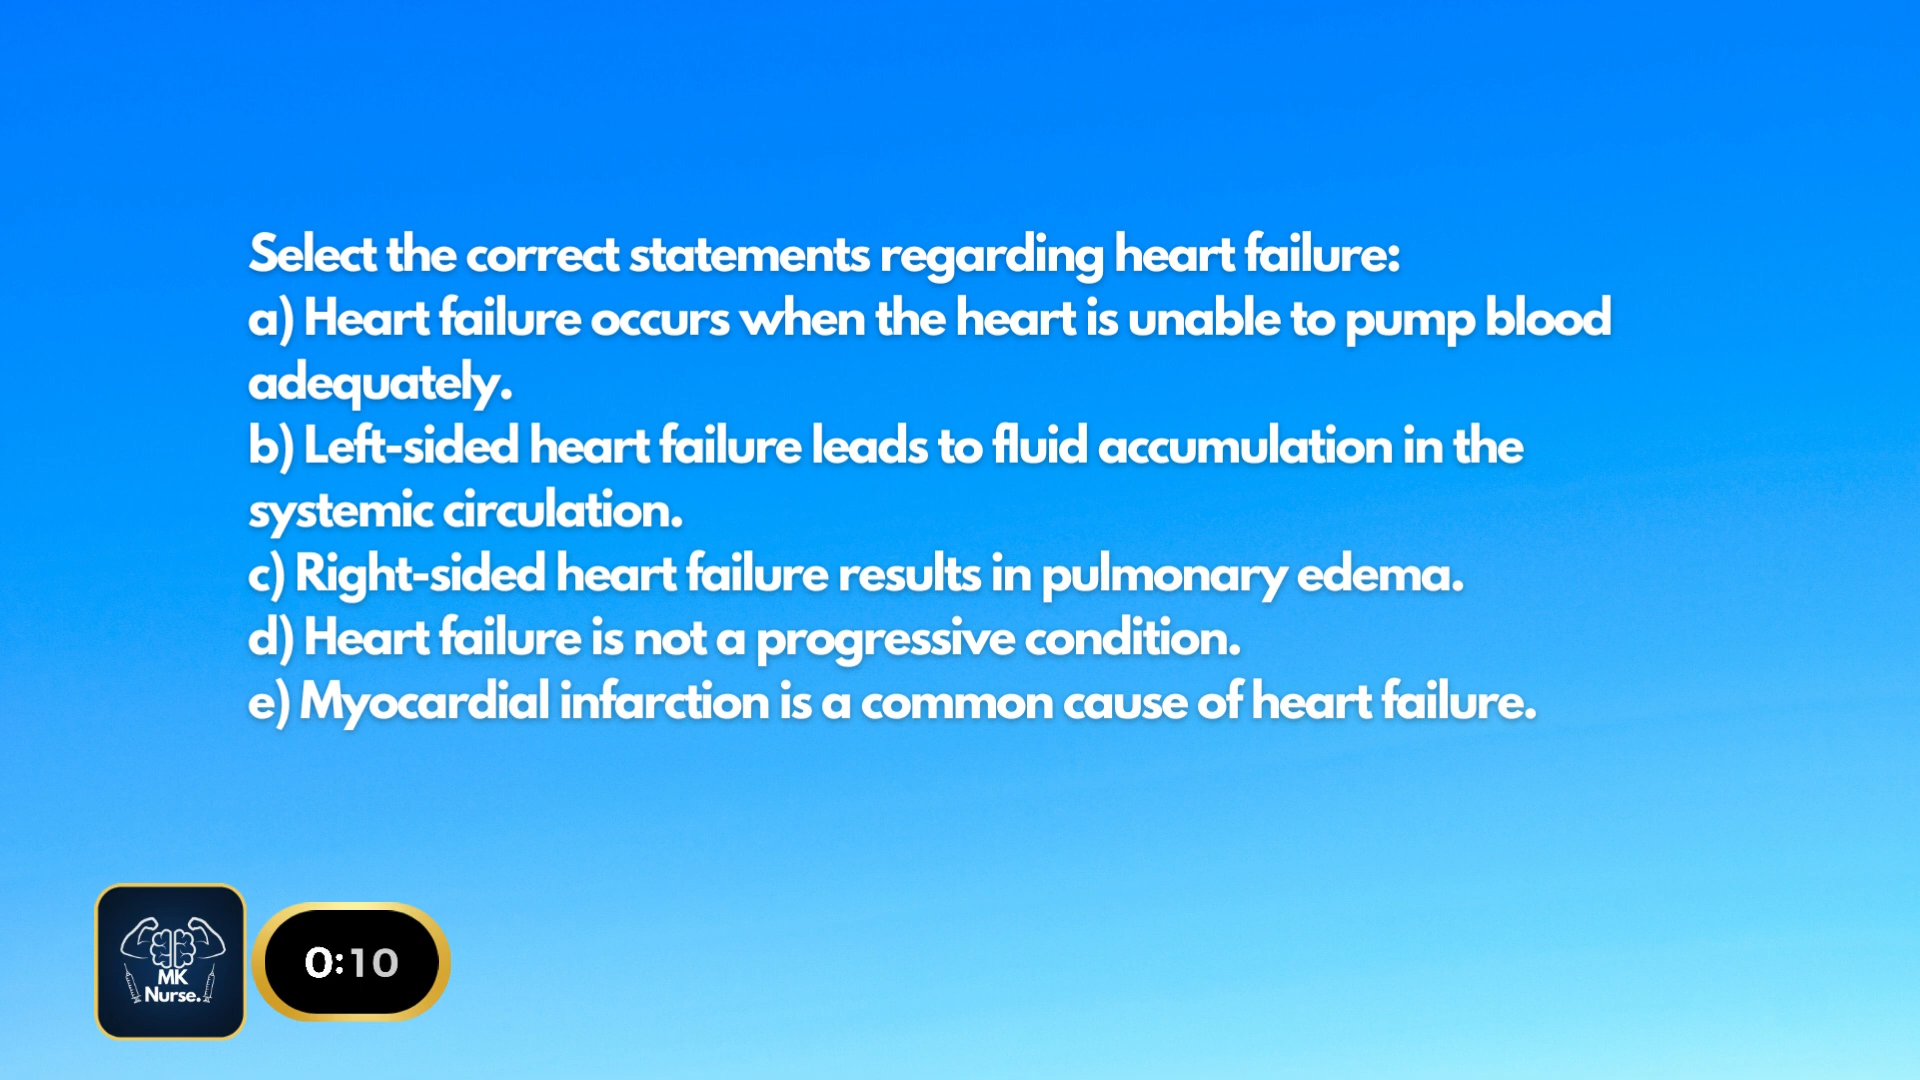 Select the correct statements regarding heart failure:
a) Heart failure occurs when the heart is unable to pump blood
adequately.
b) Left-sided heart failure leads to fluid accumulation in the
systemic circulation.
c) Right-sided heart failure results in pulmonary edema.
d) Heart failure is not a progressive condition.
e) Myocardial infarction is a common cause of heart failure.
MK
Nurse.
0:10